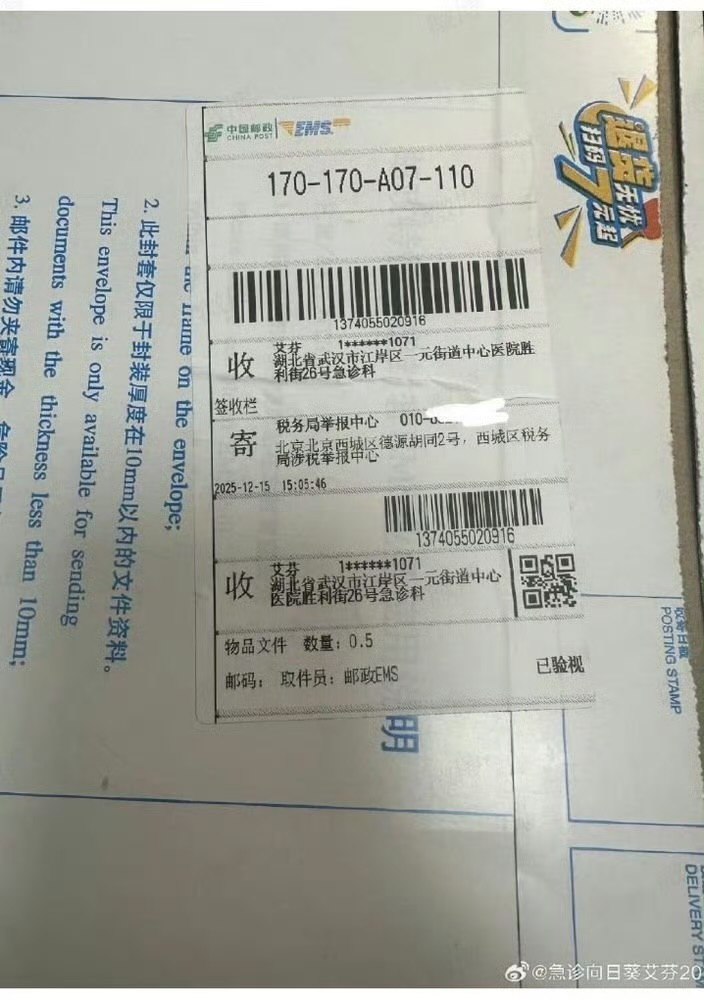 中国邮政
CHINA POST
EMS
170-170-A07-110
1374055020916
收
艾芬 1******1071
湖北省武汉市江岸区一元街道中心医院胜
利街26号急诊科
签收栏
寄
税务局举报中心 010-
北京北京西城区德源胡同2号，西城区税务
局涉税举报中心
2025-12-15 15:05:46
1374055020916
收
艾芬 1******1071
湖北省武汉市江岸区一元街道中心
医院胜利街26号急诊科
物品文件 数量：0.5
邮码： 取件员：邮政EMS
已验视
明
the frame on the envelope;
2. 此封套仅限于封装厚度在10mm以内的文件资料。
This envelope is only available for sending
documents with the thickness less than 10mm;
3. 邮件内请勿夹寄现金
扫码
7元起
POSTING STAMP
DELIVERY
@急诊向日葵艾芬20